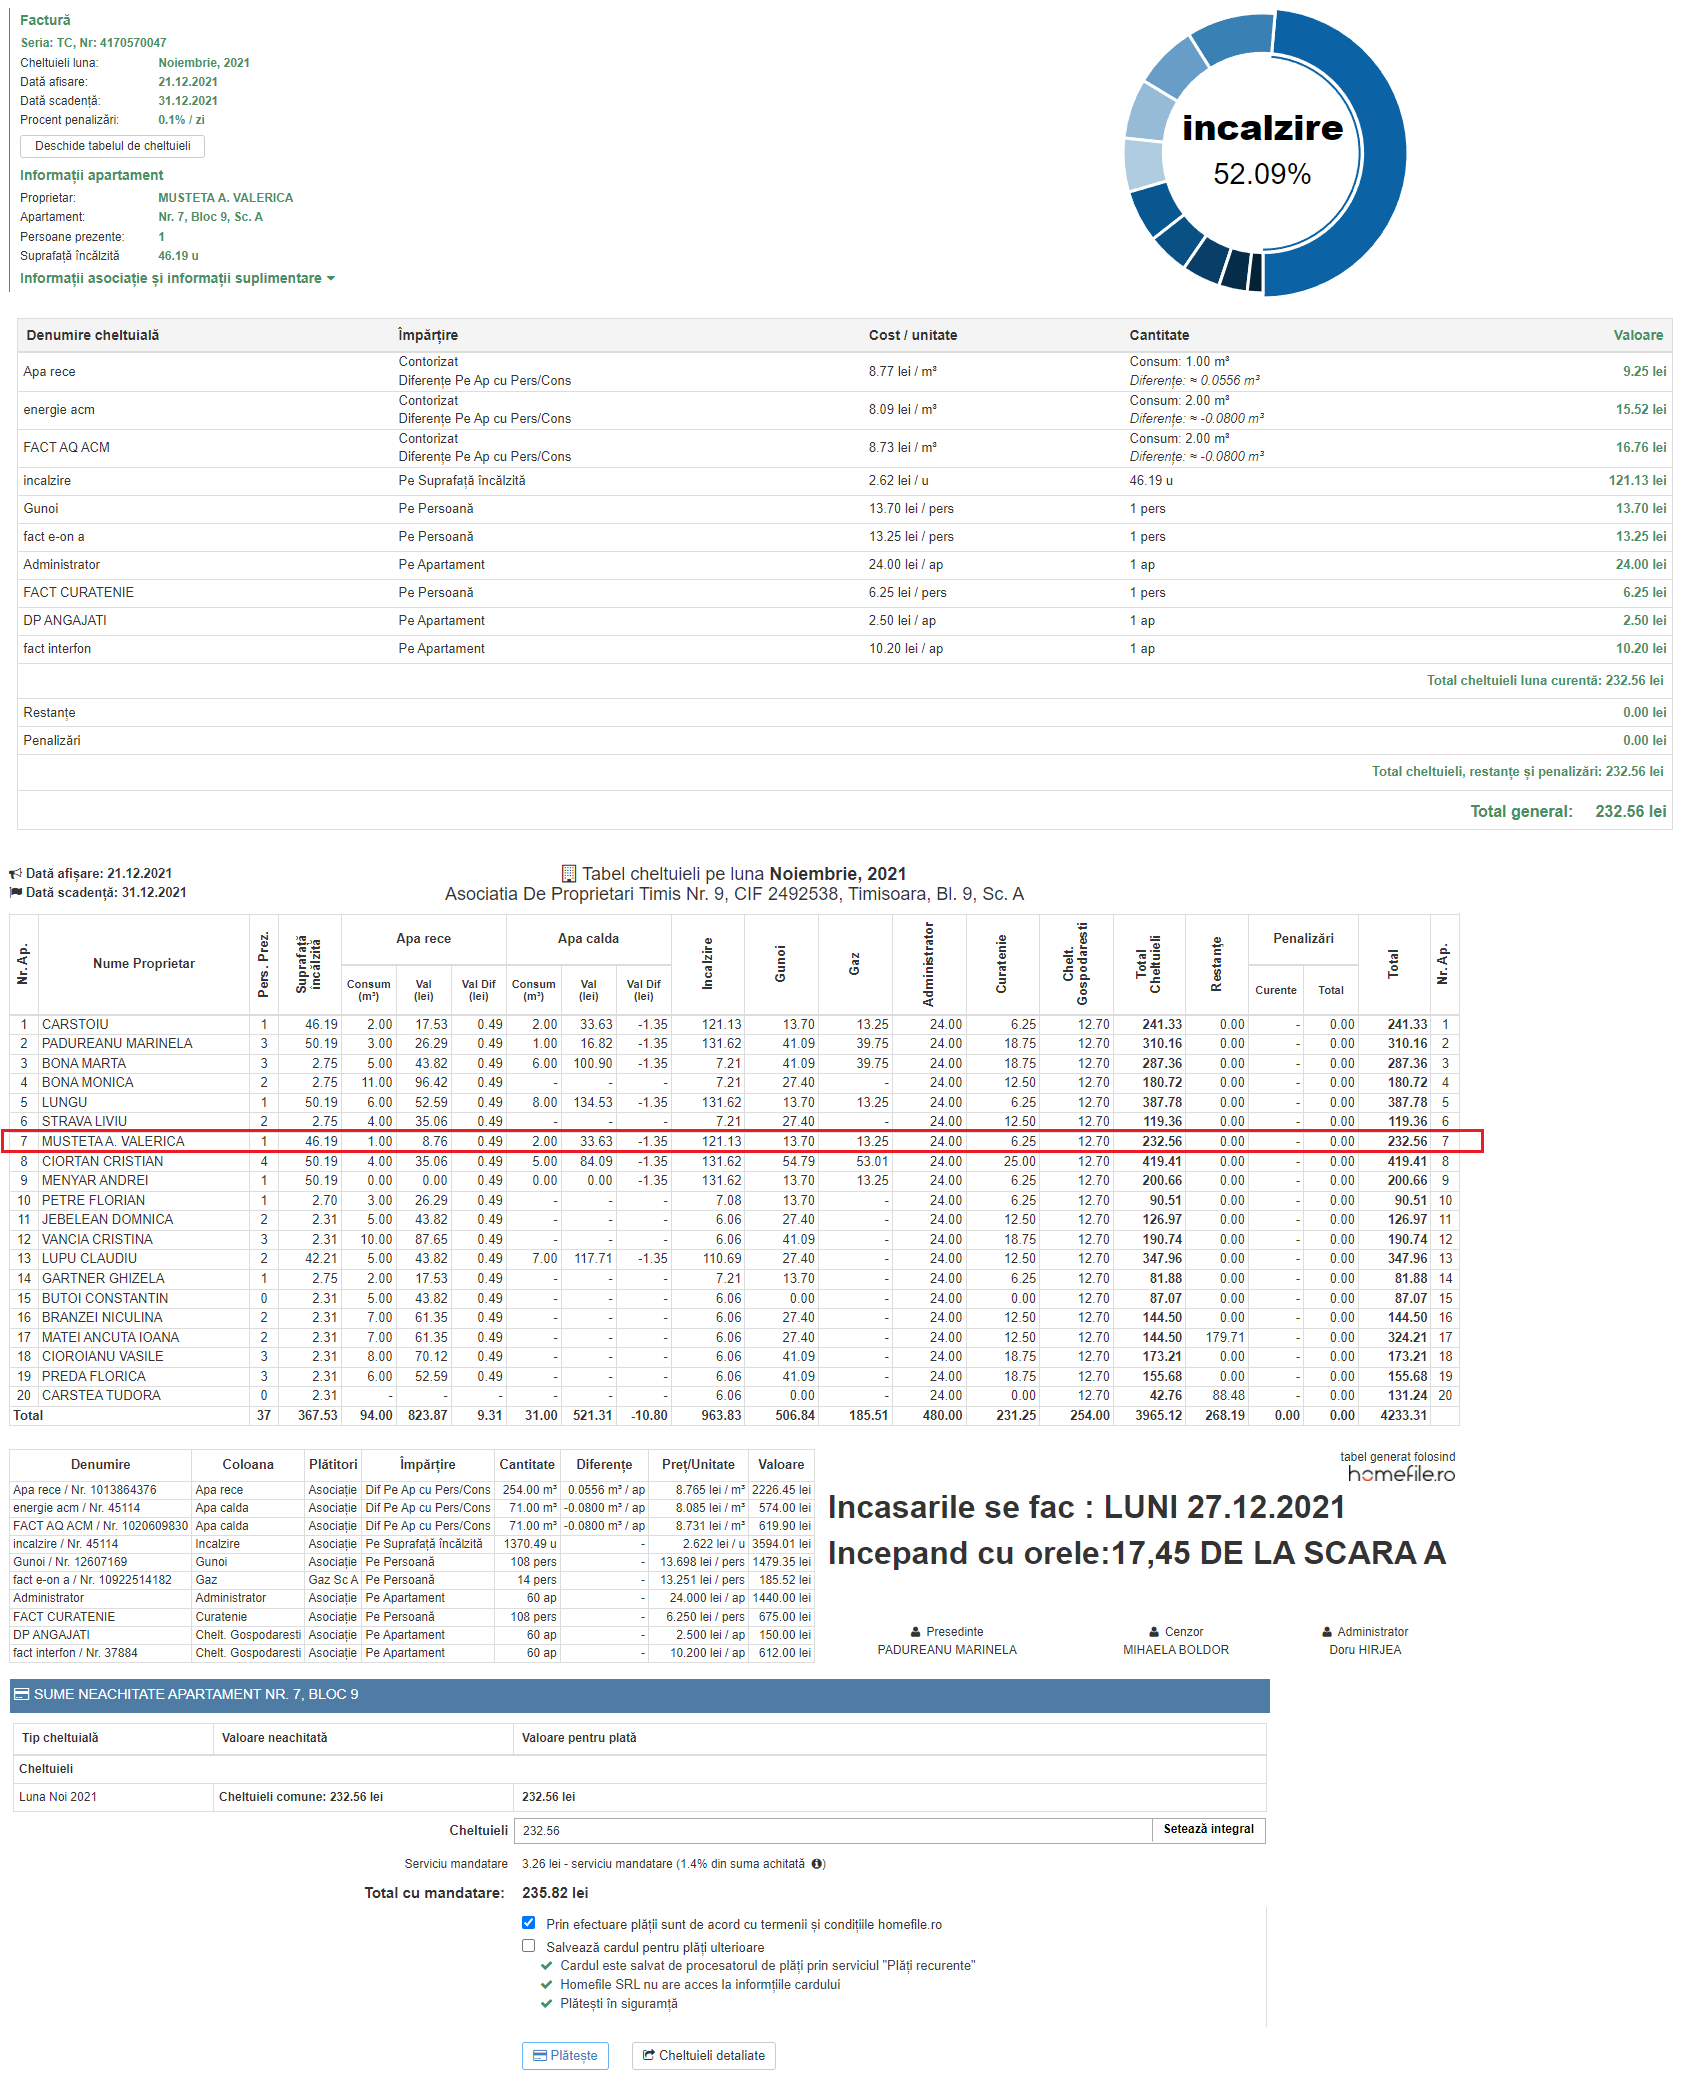 Factură
Seria: TC, Nr: 4170570047
Cheltuieli luna: Noiembrie, 2021
Dată afisare: 21.12.2021
Dată scadență: 31.12.2021
Procent penalizări: 0.1% / zi
Deschide tabelul de cheltuieli
Informații apartament
Proprietar: MUSTETA A. VALERICA
Apartament: Nr. 7, Bloc 9, Sc. A
Persoane prezente: 1
Suprafață încălzită 46.19 u
Informații asociație și informații suplimentare
incalzire
52.09%
Denumire cheltuială Împărțire Cost / unitate Cantitate Valoare
Apa rece Contorizat Diferențe Pe Ap cu Pers/Cons 8.77 lei / m³ Consum: 1.00 m³ Diferențe: ≈ 0.0556 m³ 9.25 lei
energie acm Contorizat Diferențe Pe Ap cu Pers/Cons 8.09 lei / m³ Consum: 2.00 m³ Diferențe: ≈ -0.0800 m³ 15.52 lei
FACT AQ ACM Contorizat Diferențe Pe Ap cu Pers/Cons 8.73 lei / m³ Consum: 2.00 m³ Diferențe: ≈ -0.0800 m³ 16.76 lei
incalzire Pe Suprafață încălzită 2.62 lei / u 46.19 u 121.13 lei
Gunoi Pe Persoană 13.70 lei / pers 1 pers 13.70 lei
fact e-on a Pe Persoană 13.25 lei / pers 1 pers 13.25 lei
Administrator Pe Apartament 24.00 lei / ap 1 ap 24.00 lei
FACT CURATENIE Pe Persoană 6.25 lei / pers 1 pers 6.25 lei
DP ANGAJATI Pe Apartament 2.50 lei / ap 1 ap 2.50 lei
fact interfon Pe Apartament 10.20 lei / ap 1 ap 10.20 lei
Total cheltuieli luna curentă: 232.56 lei
Restanțe 0.00 lei
Penalizări 0.00 lei
Total cheltuieli, restanțe și penalizări: 232.56 lei
Total general: 232.56 lei
Dată afișare: 21.12.2021
Dată scadență: 31.12.2021
Tabel cheltuieli pe luna Noiembrie, 2021
Asociatia De Proprietari Timis Nr. 9, CIF 2492538, Timisoara, Bl. 9, Sc. A
Nr. Ap. Nume Proprietar Pers. Prez. Suprafață încălzită Apa rece Apa calda Incalzire Gunoi Gaz Administrator Curatenie Chelt. Gospodaresti Total Cheltuieli Restanțe Penalizări Total Nr. Ap.
Consum (m³) Val (lei) Val Dif (lei) Consum (m³) Val (lei) Val Dif (lei) Curente Total
1 CARSTOIU 1 46.19 2.00 17.53 0.49 2.00 33.63 -1.35 121.13 13.70 13.25 24.00 6.25 12.70 241.33 0.00 - 0.00 241.33 1
2 PADUREANU MARINELA 3 50.19 3.00 26.29 0.49 1.00 16.82 -1.35 131.62 41.09 39.75 24.00 18.75 12.70 310.16 0.00 - 0.00 310.16 2
3 BONA MARTA 3 2.75 5.00 43.82 0.49 6.00 100.90 -1.35 7.21 41.09 39.75 24.00 18.75 12.70 287.36 0.00 - 0.00 287.36 3
4 BONA MONICA 2 2.75 11.00 96.42 0.49 - - - 7.21 27.40 - 24.00 12.50 12.70 180.72 0.00 - 0.00 180.72 4
5 LUNGU 1 50.19 6.00 52.59 0.49 8.00 134.53 -1.35 131.62 13.70 13.25 24.00 6.25 12.70 387.78 0.00 - 0.00 387.78 5
6 STRAVA LIVIU 2 2.75 4.00 35.06 0.49 - - - 7.21 27.40 - 24.00 12.50 12.70 119.36 0.00 - 0.00 119.36 6
7 MUSTETA A. VALERICA 1 46.19 1.00 8.76 0.49 2.00 33.63 -1.35 121.13 13.70 13.25 24.00 6.25 12.70 232.56 0.00 - 0.00 232.56 7
8 CIORTAN CRISTIAN 4 50.19 4.00 35.06 0.49 5.00 84.09 -1.35 131.62 54.79 53.01 24.00 25.00 12.70 419.41 0.00 - 0.00 419.41 8
9 MENYAR ANDREI 1 50.19 0.00 0.00 0.49 0.00 0.00 -1.35 131.62 13.70 13.25 24.00 6.25 12.70 200.66 0.00 - 0.00 200.66 9
10 PETRE FLORIAN 1 2.70 3.00 26.29 0.49 - - - 7.08 13.70 - 24.00 6.25 12.70 90.51 0.00 - 0.00 90.51 10
11 JEBELEAN DOMNICA 2 2.31 5.00 43.82 0.49 - - - 6.06 27.40 - 24.00 12.50 12.70 126.97 0.00 - 0.00 126.97 11
12 VANCIA CRISTINA 3 2.31 10.00 87.65 0.49 - - - 6.06 41.09 - 24.00 18.75 12.70 190.74 0.00 - 0.00 190.74 12
13 LUPU CLAUDIU 2 42.21 5.00 43.82 0.49 7.00 117.71 -1.35 110.69 27.40 - 24.00 12.50 12.70 347.96 0.00 - 0.00 347.96 13
14 GARTNER GHIZELA 1 2.75 2.00 17.53 0.49 - - - 7.21 13.70 - 24.00 6.25 12.70 81.88 0.00 - 0.00 81.88 14
15 BUTOI CONSTANTIN 0 2.31 5.00 43.82 0.49 - - - 6.06 0.00 - 24.00 0.00 12.70 87.07 0.00 - 0.00 87.07 15
16 BRANZEI NICULINA 2 2.31 7.00 61.35 0.49 - - - 6.06 27.40 - 24.00 12.50 12.70 144.50 0.00 - 0.00 144.50 16
17 MATEI ANCUTA IOANA 2 2.31 7.00 61.35 0.49 - - - 6.06 27.40 - 24.00 12.50 12.70 144.50 179.71 - 0.00 324.21 17
18 CIOROIANU VASILE 3 2.31 8.00 70.12 0.49 - - - 6.06 41.09 - 24.00 18.75 12.70 173.21 0.00 - 0.00 173.21 18
19 PREDA FLORICA 3 2.31 6.00 52.59 0.49 - - - 6.06 41.09 - 24.00 18.75 12.70 155.68 0.00 - 0.00 155.68 19
20 CARSTEA TUDORA 0 2.31 - - - - - - 6.06 0.00 - 24.00 0.00 12.70 42.76 88.48 - 0.00 131.24 20
Total 37 367.53 94.00 823.87 9.31 31.00 521.31 -10.80 963.83 506.84 185.51 480.00 231.25 254.00 3965.12 268.19 0.00 0.00 4233.31
Denumire Coloana Plătitori Împărțire Cantitate Diferențe Preț/Unitate Valoare
Apa rece / Nr. 1013864376 Apa rece Asociație Dif Pe Ap cu Pers/Cons 254.00 m³ 0.0556 m³ / ap 8.765 lei / m³ 2226.45 lei
energie acm / Nr. 45114 Apa calda Asociație Dif Pe Ap cu Pers/Cons 71.00 m³ -0.0800 m³ / ap 8.085 lei / m³ 574.00 lei
FACT AQ ACM / Nr. 1020609830 Apa calda Asociație Dif Pe Ap cu Pers/Cons 71.00 m³ -0.0800 m³ / ap 8.731 lei / m³ 619.90 lei
incalzire / Nr. 45114 Incalzire Asociație Pe Suprafață încălzită 1370.49 u - 2.622 lei / u 3594.01 lei
Gunoi / Nr. 12607169 Gunoi Asociație Pe Persoană 108 pers - 13.698 lei / pers 1479.35 lei
fact e-on a / Nr. 10922514182 Gaz Gaz Sc A Pe Persoană 14 pers - 13.251 lei / pers 185.52 lei
Administrator Administrator Asociație Pe Apartament 60 ap - 24.000 lei / ap 1440.00 lei
FACT CURATENIE Curatenie Asociație Pe Persoană 108 pers - 6.250 lei / pers 675.00 lei
DP ANGAJATI Chelt. Gospodaresti Asociație Pe Apartament 60 ap - 2.500 lei / ap 150.00 lei
fact interfon / Nr. 37884 Chelt. Gospodaresti Asociație Pe Apartament 60 ap - 10.200 lei / ap 612.00 lei
tabel generat folosind
homefile.ro
Incasarile se fac : LUNI 27.12.2021
Incepand cu orele:17,45 DE LA SCARA A
Presedinte Cenzor Administrator
PADUREANU MARINELA MIHAELA BOLDOR Doru HIRJEA
SUME NEACHITATE APARTAMENT NR. 7, BLOC 9
Tip cheltuială Valoare neachitată Valoare pentru plată
Cheltuieli
Luna Noi 2021 Cheltuieli comune: 232.56 lei 232.56 lei
Cheltuieli 232.56 Setează integral
Serviciu mandatare 3.26 lei - serviciu mandatare (1.4% din suma achitată )
Total cu mandatare: 235.82 lei
Prin efectuare plății sunt de acord cu termenii și condițiile homefile.ro
Salvează cardul pentru plăți ulterioare
Cardul este salvat de procesatorul de plăți prin serviciul "Plăți recurente"
Homefile SRL nu are acces la informțiile cardului
Plătești în siguramță
Plătește Cheltuieli detaliate